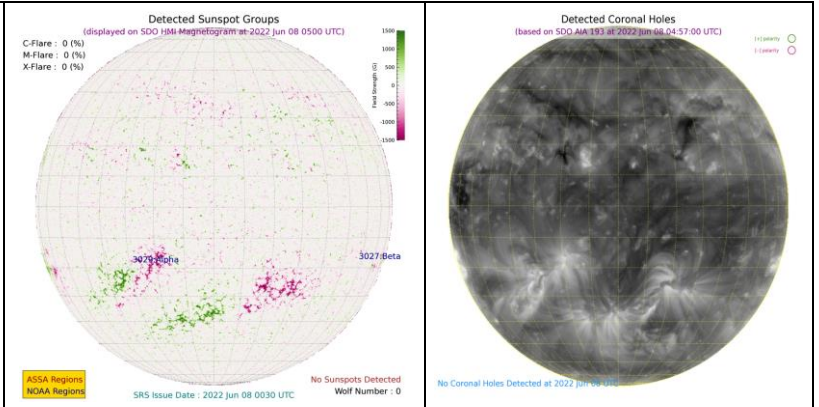 Detected Sunspot Groups
(displayed on SDO HMI Magnetogram at 2022 Jun 08 0500 UTC)
C-Flare : 0 (%)
M-Flare : 0 (%)
X-Flare : 0 (%)
1500
1000
500
0
-500
-1000
-1500
Field Strength (G)
3029:Alpha
3027:Beta
ASSA Regions
NOAA Regions
No Sunspots Detected
Wolf Number : 0
SRS Issue Date : 2022 Jun 08 0030 UTC
Detected Coronal Holes
(based on SDO AIA 193 at 2022 Jun 08 04:57:00 UTC)
(+) polarity
(-) polarity
No Coronal Holes Detected at 2022 Jun 08 UTC